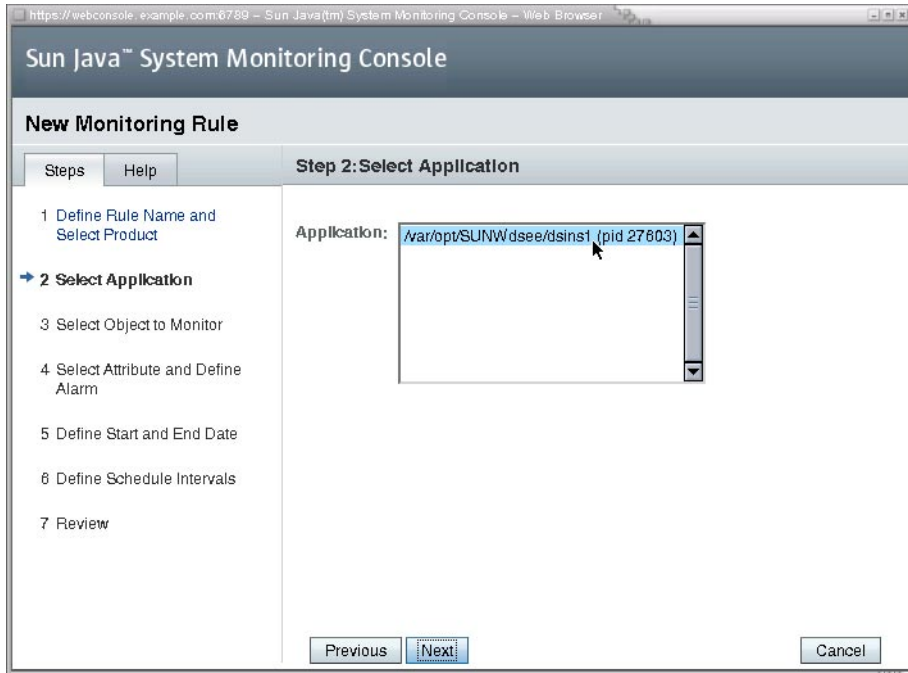 https://webconsole.example.com:6789 – Sun Java(tm) System Monitoring Console – Web Browser
Sun Java™ System Monitoring Console
New Monitoring Rule
Steps
Help
1 Define Rule Name and
Select Product
2 Select Application
3 Select Object to Monitor
4 Select Attribute and Define
Alarm
5 Define Start and End Date
6 Define Schedule Intervals
7 Review
Step 2:Select Application
Application:
/var/opt/SUNWdsee/dsins1 (pid 27603)
Previous
Next
Cancel